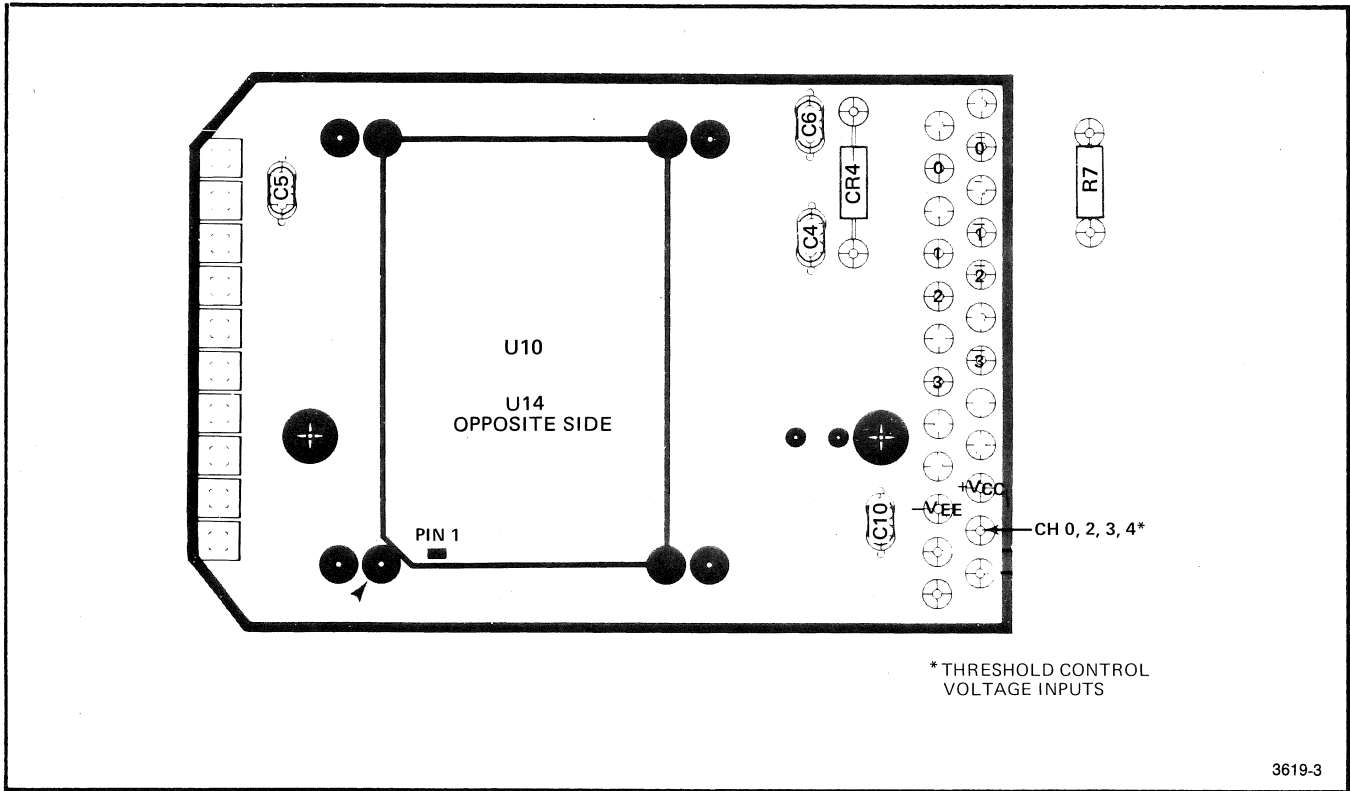 C5
C6
CR4
C4
R7
0
0̅
1
1̅
2
2̅
3
3̅
U10
U14
OPPOSITE SIDE
PIN 1
C10
+VCC
-VEE
CH 0, 2, 3, 4*
* THRESHOLD CONTROL
VOLTAGE INPUTS
3619-3